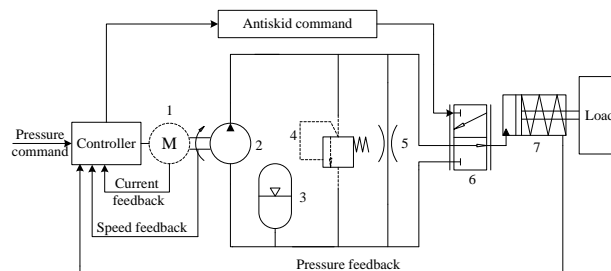 Antiskid command
1
Pressure
command
Controller
M
2
Current
feedback
Speed feedback
3
4
5
6
7
Load
Pressure feedback